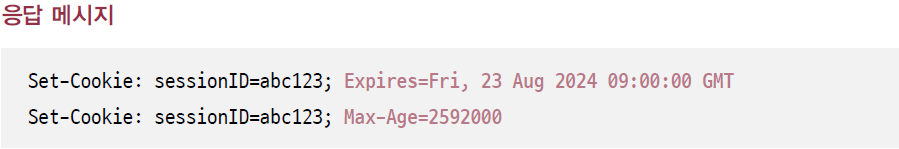 응답 메시지
Set-Cookie: sessionID=abc123; Expires=Fri, 23 Aug 2024 09:00:00 GMT
Set-Cookie: sessionID=abc123; Max-Age=2592000